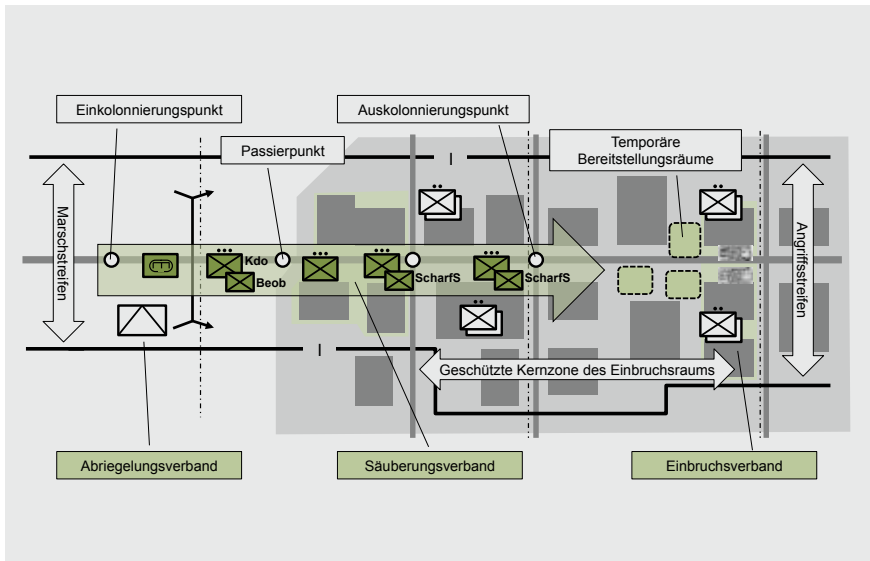 Einkolonnierungspunkt
Auskolonnierungspunkt
Passierpunkt
Temporäre
Bereitstellungsräume
Marschstreifen
Angriffsstreifen
Kdo
Beob
ScharfS
ScharfS
Geschützte Kernzone des Einbruchsraums
Abriegelungsverband
Säuberungsverband
Einbruchsverband